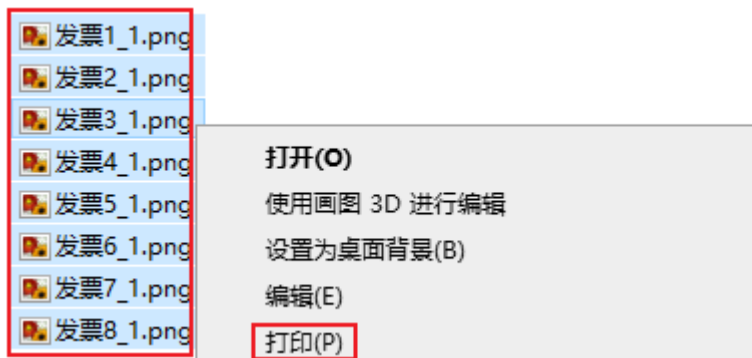 发票1_1.png
发票2_1.png
发票3_1.png
发票4_1.png
发票5_1.png
发票6_1.png
发票7_1.png
发票8_1.png
打开(O)
使用画图 3D 进行编辑
设置为桌面背景(B)
编辑(E)
打印(P)